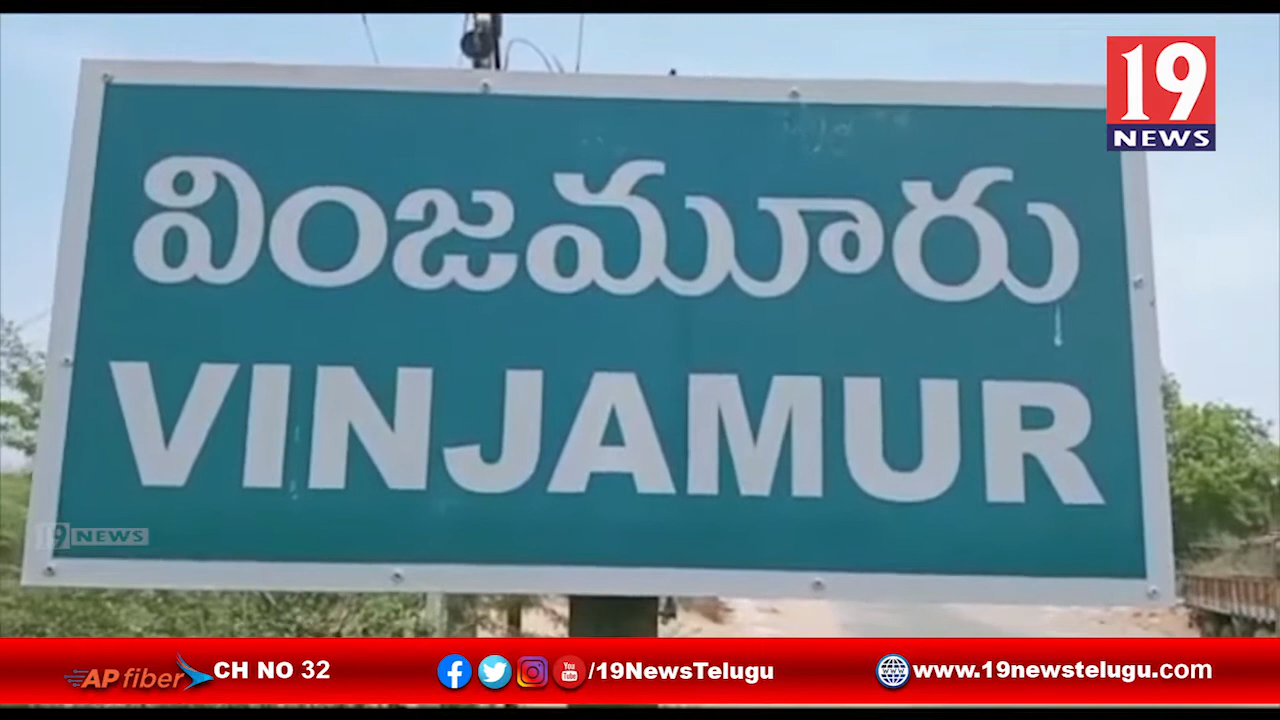 19
NEWS
వింజమూరు
VINJAMUR
19 NEWS
AP fiber CH NO 32 /19NewsTelugu www.19newstelugu.com